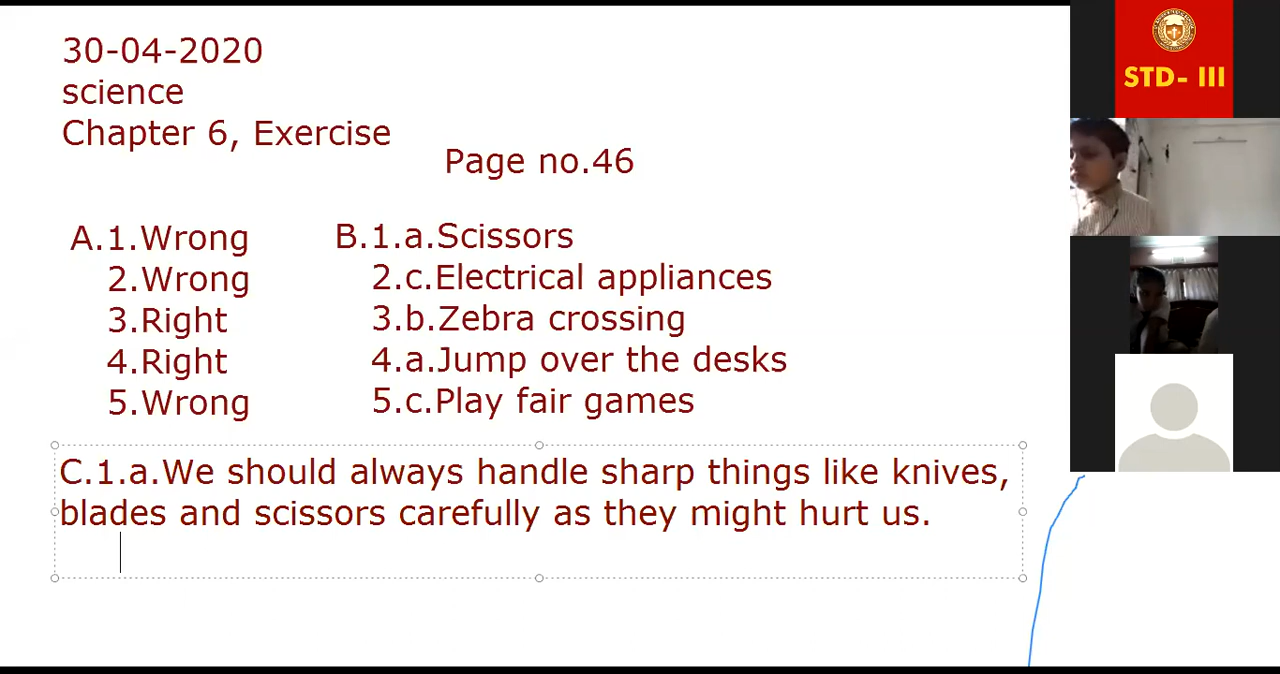 30-04-2020
science
Chapter 6, Exercise
Page no.46
A.1.Wrong
2.Wrong
3.Right
4.Right
5.Wrong
B.1.a.Scissors
2.c.Electrical appliances
3.b.Zebra crossing
4.a.Jump over the desks
5.c.Play fair games
C.1.a.We should always handle sharp things like knives,
blades and scissors carefully as they might hurt us.
STD- III